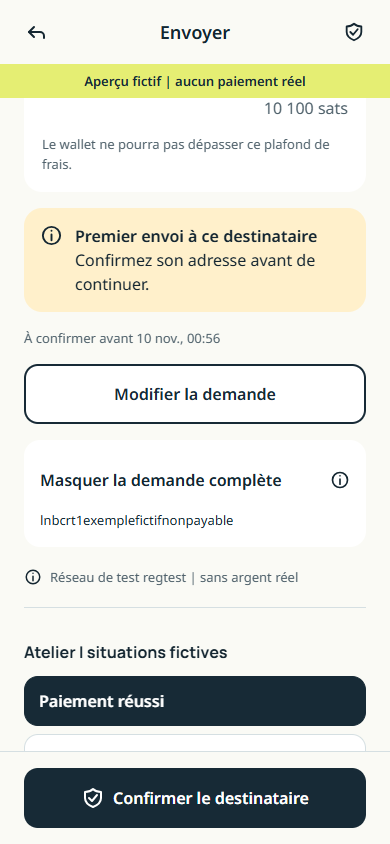 Envoyer
Aperçu fictif | aucun paiement réel
10 100 sats
Le wallet ne pourra pas dépasser ce plafond de
frais.
Premier envoi à ce destinataire
Confirmez son adresse avant de
continuer.
À confirmer avant 10 nov., 00:56
Modifier la demande
Masquer la demande complète
lnbcrt1exemplefictifnonpayable
Réseau de test regtest | sans argent réel
Atelier | situations fictives
Paiement réussi
Confirmer le destinataire